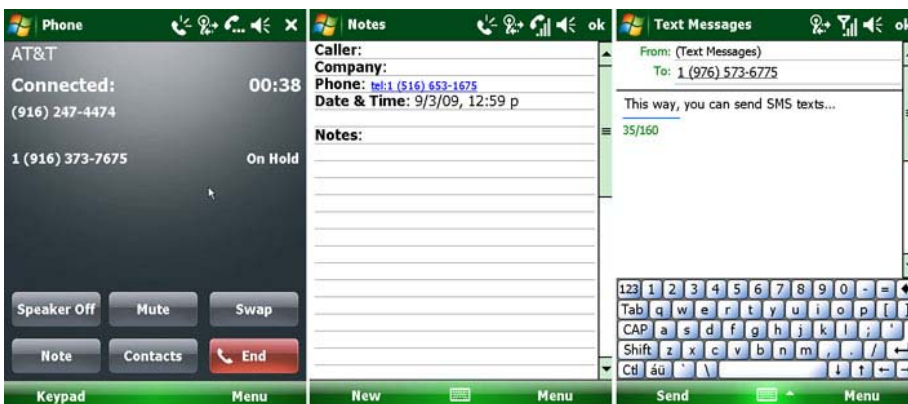 Phone
AT&T
Connected: 00:38
(916) 247-4474
1 (916) 373-7675 On Hold
Speaker Off Mute Swap
Note Contacts End
Keypad Menu
Notes ok
Caller:
Company:
Phone: tel:1 (516) 653-1675
Date & Time: 9/3/09, 12:59 p
Notes:
New Menu
Text Messages ok
From: (Text Messages)
To: 1 (976) 573-6775
This way, you can send SMS texts...
35/160
123 1 2 3 4 5 6 7 8 9 0 - =
Tab q w e r t y u i o p [ ]
CAP a s d f g h j k l ; '
Shift z x c v b n m , . /
Ctl áü ` \
Send Menu